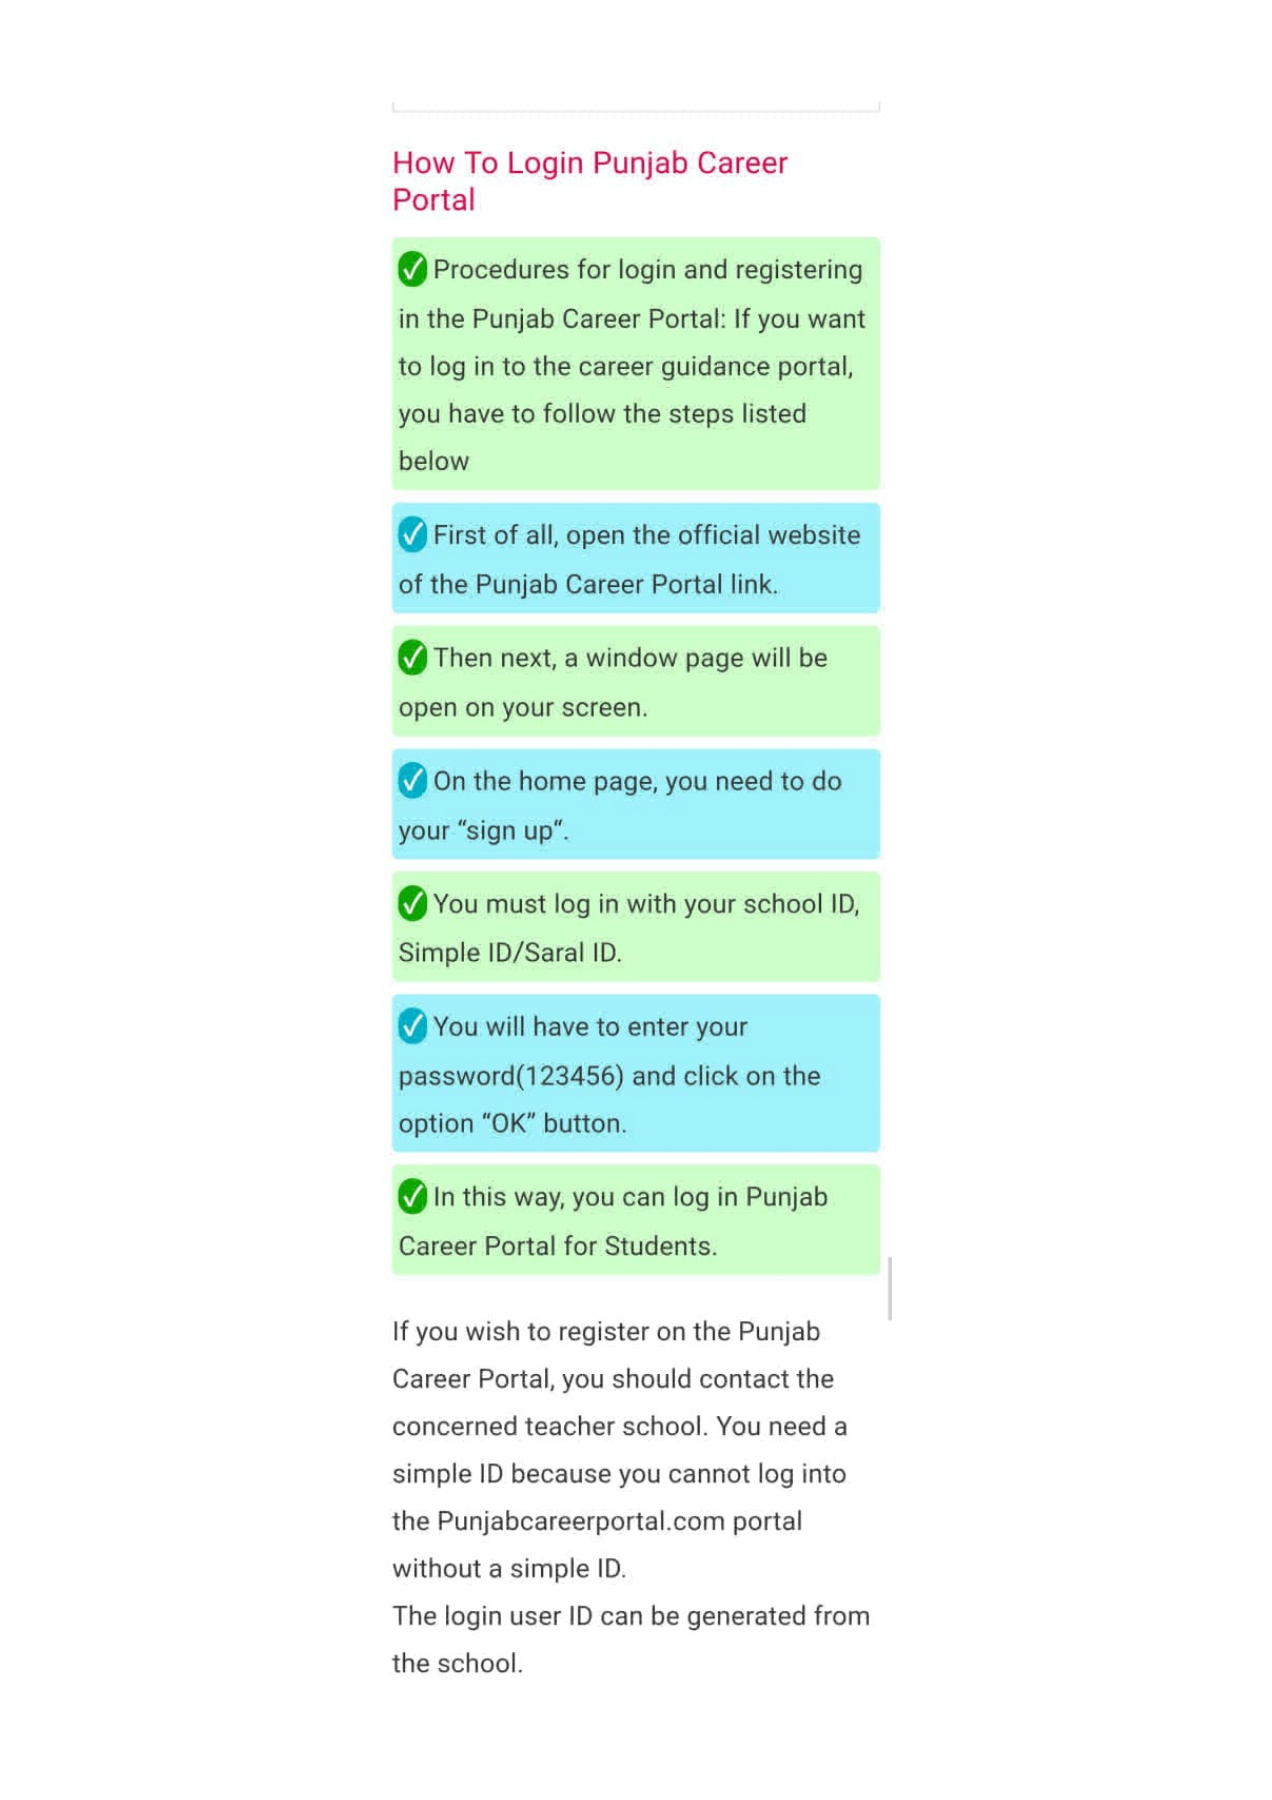 How To Login Punjab Career
Portal
Procedures for login and registering
in the Punjab Career Portal: If you want
to log in to the career guidance portal,
you have to follow the steps listed
below
First of all, open the official website
of the Punjab Career Portal link.
Then next, a window page will be
open on your screen.
On the home page, you need to do
your “sign up“.
You must log in with your school ID,
Simple ID/Saral ID.
You will have to enter your
password(123456) and click on the
option “OK” button.
In this way, you can log in Punjab
Career Portal for Students.
If you wish to register on the Punjab
Career Portal, you should contact the
concerned teacher school. You need a
simple ID because you cannot log into
the Punjabcareerportal.com portal
without a simple ID.
The login user ID can be generated from
the school.